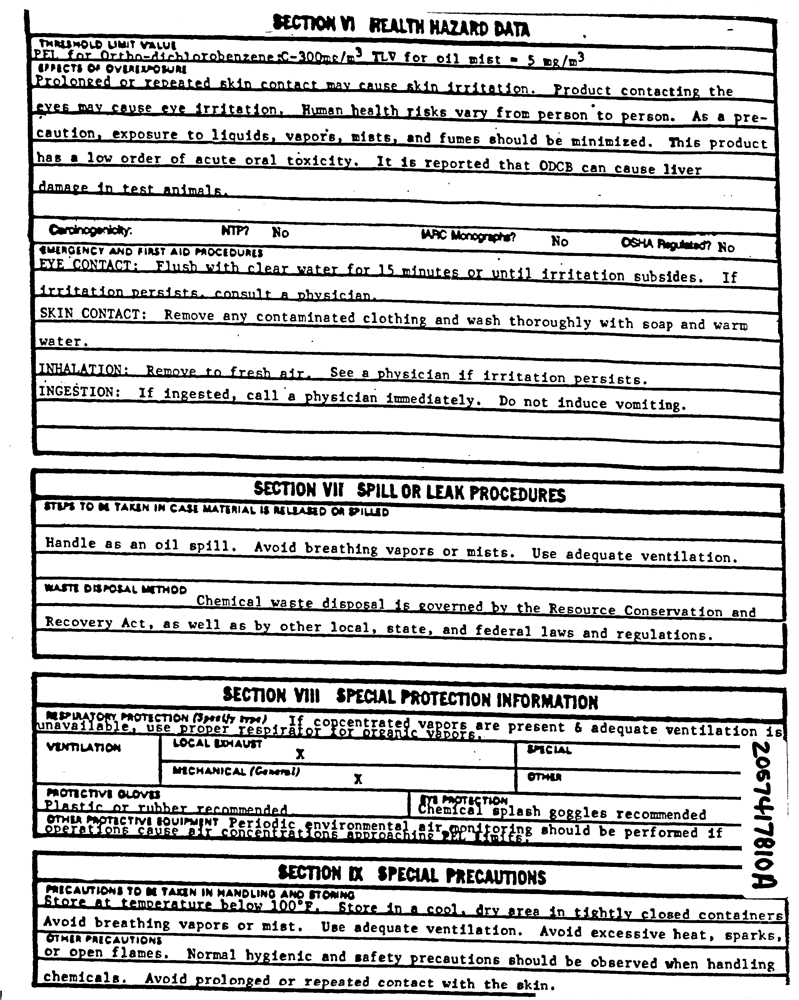 SECTION VI HEALTH HAZARD DATA
THRESHOLD LIMIT VALUE
PEL for Ortho-dichlorobenzene:C-300mg/m³ TLV for oil mist = 5 mg/m³
EFFECTS OF OVEREXPOSURE
Prolonged or repeated skin contact may cause skin irritation. Product contacting the
eyes may cause eye irritation. Human health risks vary from person to person. As a pre-
caution, exposure to liquids, vapors, mists, and fumes should be minimized. This product
has a low order of acute oral toxicity. It is reported that ODCB can cause liver
damage in test animals.
Carcinogenicity: NTP? No IARC Monographs? No OSHA Regulated? No
EMERGENCY AND FIRST AID PROCEDURES
EYE CONTACT: Flush with clear water for 15 minutes or until irritation subsides. If
irritation persists, consult a physician.
SKIN CONTACT: Remove any contaminated clothing and wash thoroughly with soap and warm
water.
INHALATION: Remove to fresh air. See a physician if irritation persists.
INGESTION: If ingested, call a physician immediately. Do not induce vomiting.
SECTION VII SPILL OR LEAK PROCEDURES
STEPS TO BE TAKEN IN CASE MATERIAL IS RELEASED OR SPILLED
Handle as an oil spill. Avoid breathing vapors or mists. Use adequate ventilation.
WASTE DISPOSAL METHOD
Chemical waste disposal is governed by the Resource Conservation and
Recovery Act, as well as by other local, state, and federal laws and regulations.
SECTION VIII SPECIAL PROTECTION INFORMATION
RESPIRATORY PROTECTION (Specify type) If concentrated vapors are present & adequate ventilation is
unavailable, use proper respirator for organic vapors.
VENTILATION LOCAL EXHAUST X SPECIAL
MECHANICAL (General) X OTHER
PROTECTIVE GLOVES
Plastic or rubber recommended
EYE PROTECTION
Chemical splash goggles recommended
OTHER PROTECTIVE EQUIPMENT Periodic environmental air monitoring should be performed if
operations cause air concentrations approaching PEL limits.
2057417810A
SECTION IX SPECIAL PRECAUTIONS
PRECAUTIONS TO BE TAKEN IN HANDLING AND STORING
Store at temperature below 100°F. Store in a cool, dry area in tightly closed containers
Avoid breathing vapors or mist. Use adequate ventilation. Avoid excessive heat, sparks,
OTHER PRECAUTIONS
or open flames. Normal hygienic and safety precautions should be observed when handling
chemicals. Avoid prolonged or repeated contact with the skin.